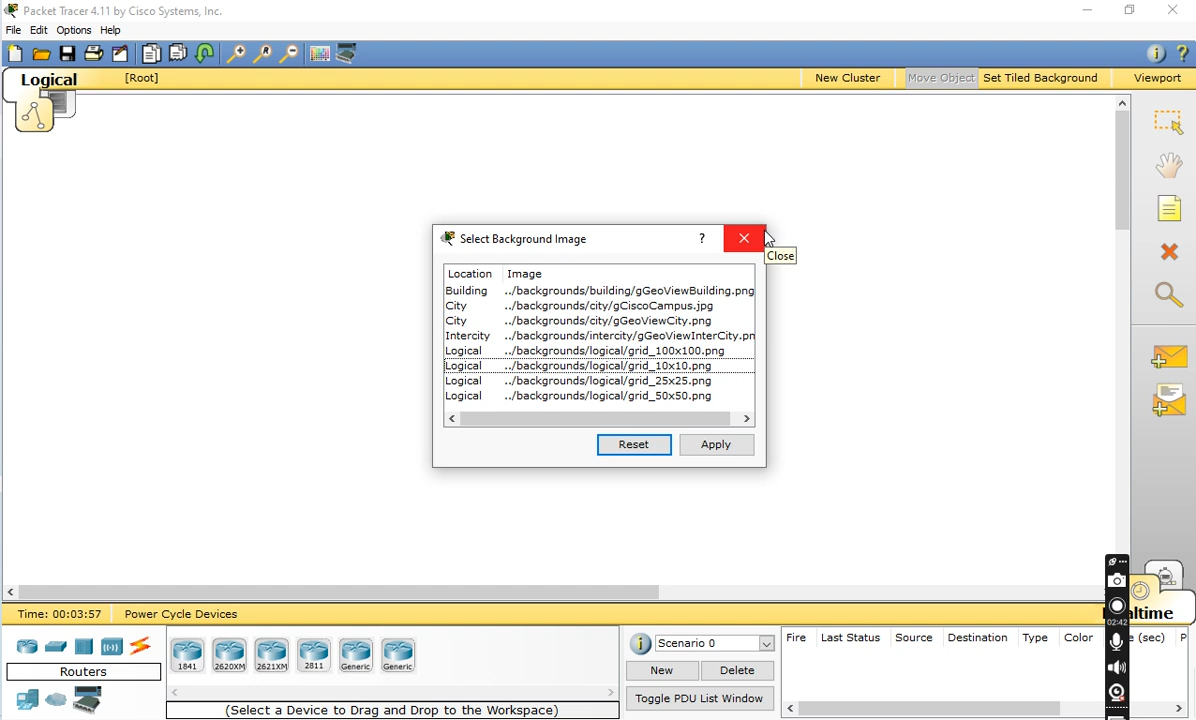 Packet Tracer 4.11 by Cisco Systems, Inc.
File Edit Options Help
Logical [Root] New Cluster Move Object Set Tiled Background Viewport
Select Background Image ?
Close
Location Image
Building ../backgrounds/building/gGeoViewBuilding.png
City ../backgrounds/city/gCiscoCampus.jpg
City ../backgrounds/city/gGeoViewCity.png
Intercity ../backgrounds/intercity/gGeoViewInterCity.pn
Logical ../backgrounds/logical/grid_100x100.png
Logical ../backgrounds/logical/grid_10x10.png
Logical ../backgrounds/logical/grid_25x25.png
Logical ../backgrounds/logical/grid_50x50.png
Reset Apply
Time: 00:03:57 Power Cycle Devices
altime
02:42
Routers
1841 2620XM 2621XM 2811 Generic Generic
(Select a Device to Drag and Drop to the Workspace)
Scenario 0
New Delete
Toggle PDU List Window
Fire Last Status Source Destination Type Color e (sec) P